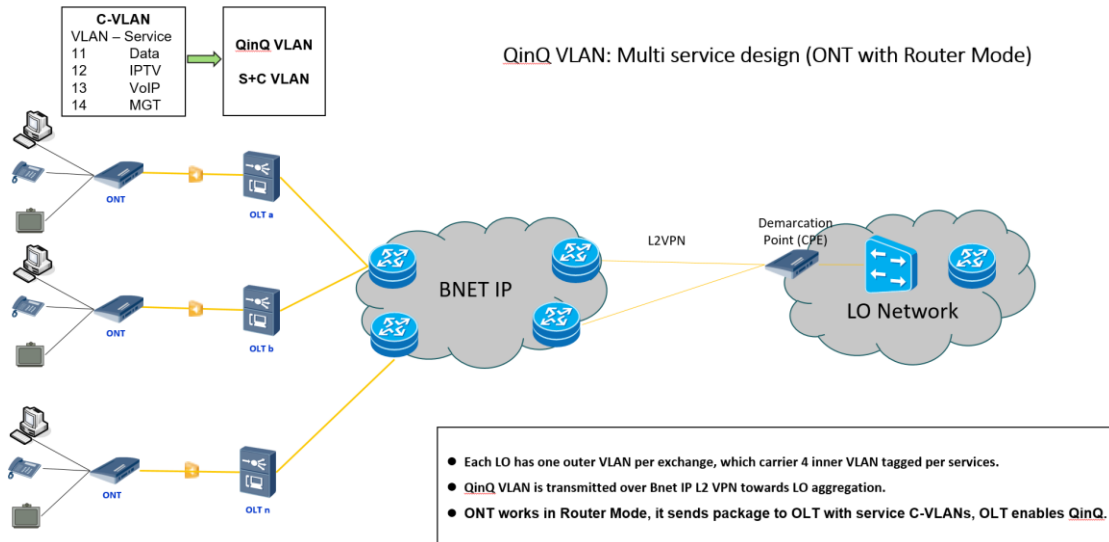 C-VLAN
VLAN – Service
11 Data
12 IPTV
13 VoIP
14 MGT
QinQ VLAN
S+C VLAN
QinQ VLAN: Multi service design (ONT with Router Mode)
ONT
OLT a
ONT
OLT b
ONT
OLT n
BNET IP
L2VPN
Demarcation
Point (CPE)
LO Network
● Each LO has one outer VLAN per exchange, which carrier 4 inner VLAN tagged per services.
● QinQ VLAN is transmitted over Bnet IP L2 VPN towards LO aggregation.
● ONT works in Router Mode, it sends package to OLT with service C-VLANs, OLT enables QinQ.